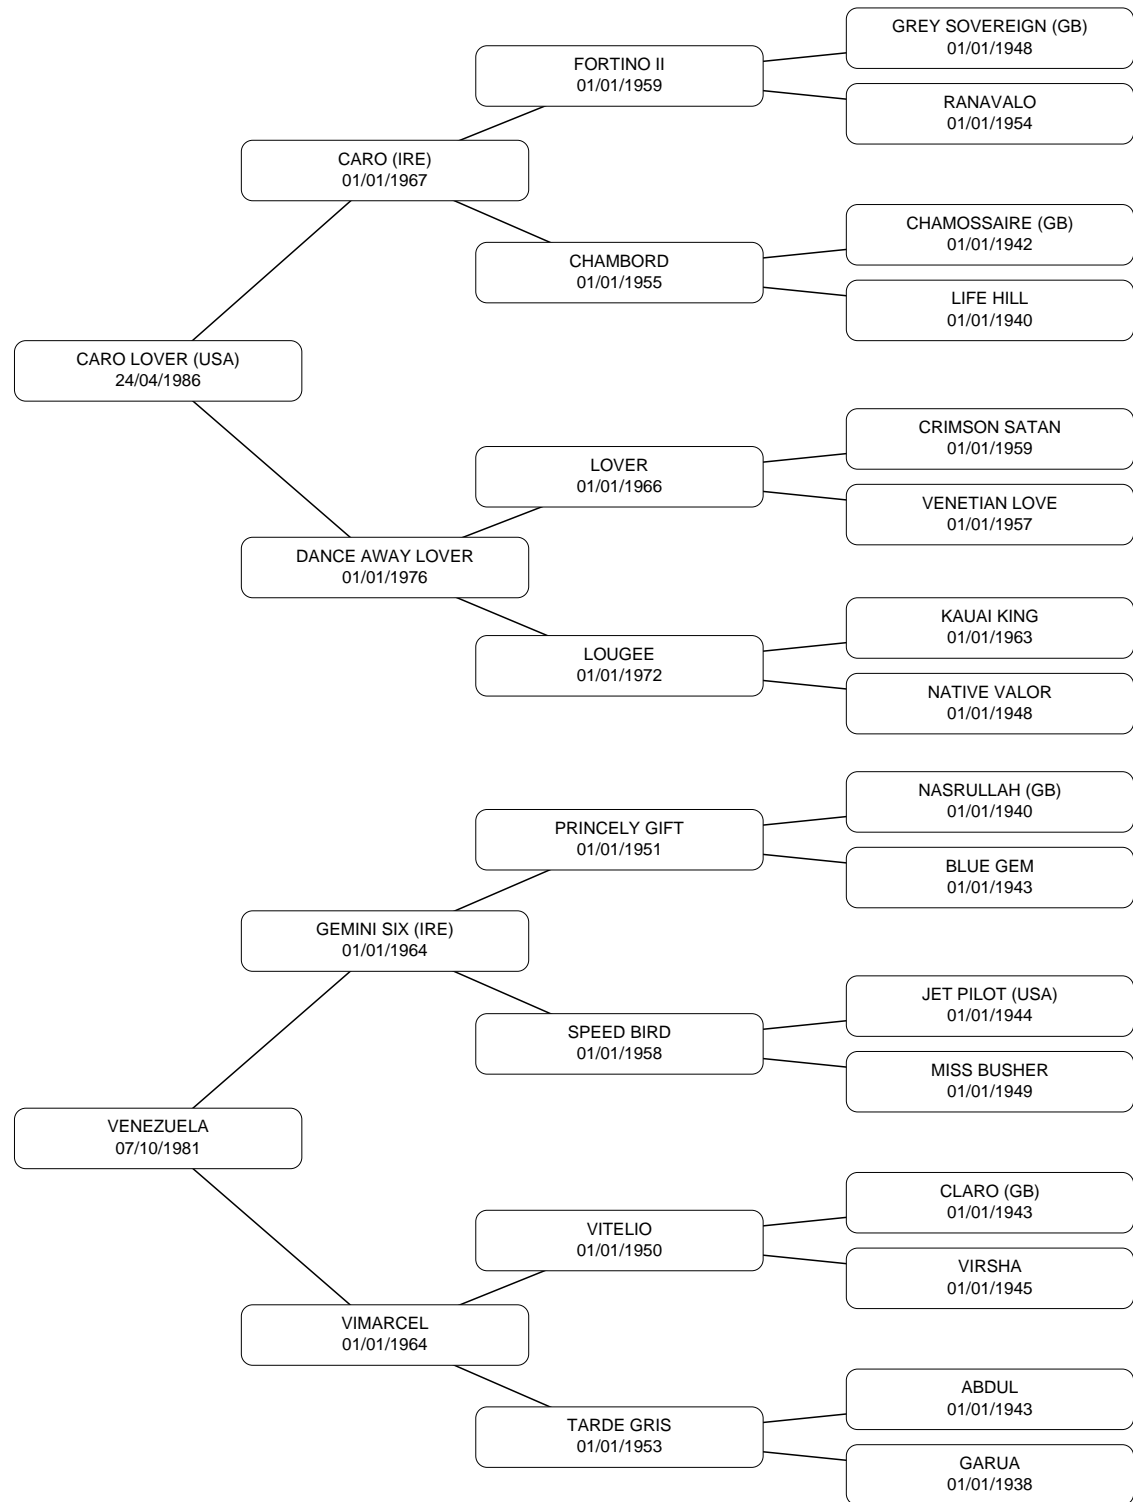 GREY SOVEREIGN (GB)
01/01/1948
FORTINO II
01/01/1959
RANAVALO
01/01/1954
CARO (IRE)
01/01/1967
CHAMOSSAIRE (GB)
01/01/1942
CHAMBORD
01/01/1955
LIFE HILL
01/01/1940
CARO LOVER (USA)
24/04/1986
CRIMSON SATAN
01/01/1959
LOVER
01/01/1966
VENETIAN LOVE
01/01/1957
DANCE AWAY LOVER
01/01/1976
KAUAI KING
01/01/1963
LOUGEE
01/01/1972
NATIVE VALOR
01/01/1948
NASRULLAH (GB)
01/01/1940
PRINCELY GIFT
01/01/1951
BLUE GEM
01/01/1943
GEMINI SIX (IRE)
01/01/1964
JET PILOT (USA)
01/01/1944
SPEED BIRD
01/01/1958
MISS BUSHER
01/01/1949
VENEZUELA
07/10/1981
CLARO (GB)
01/01/1943
VITELIO
01/01/1950
VIRSHA
01/01/1945
VIMARCEL
01/01/1964
ABDUL
01/01/1943
TARDE GRIS
01/01/1953
GARUA
01/01/1938